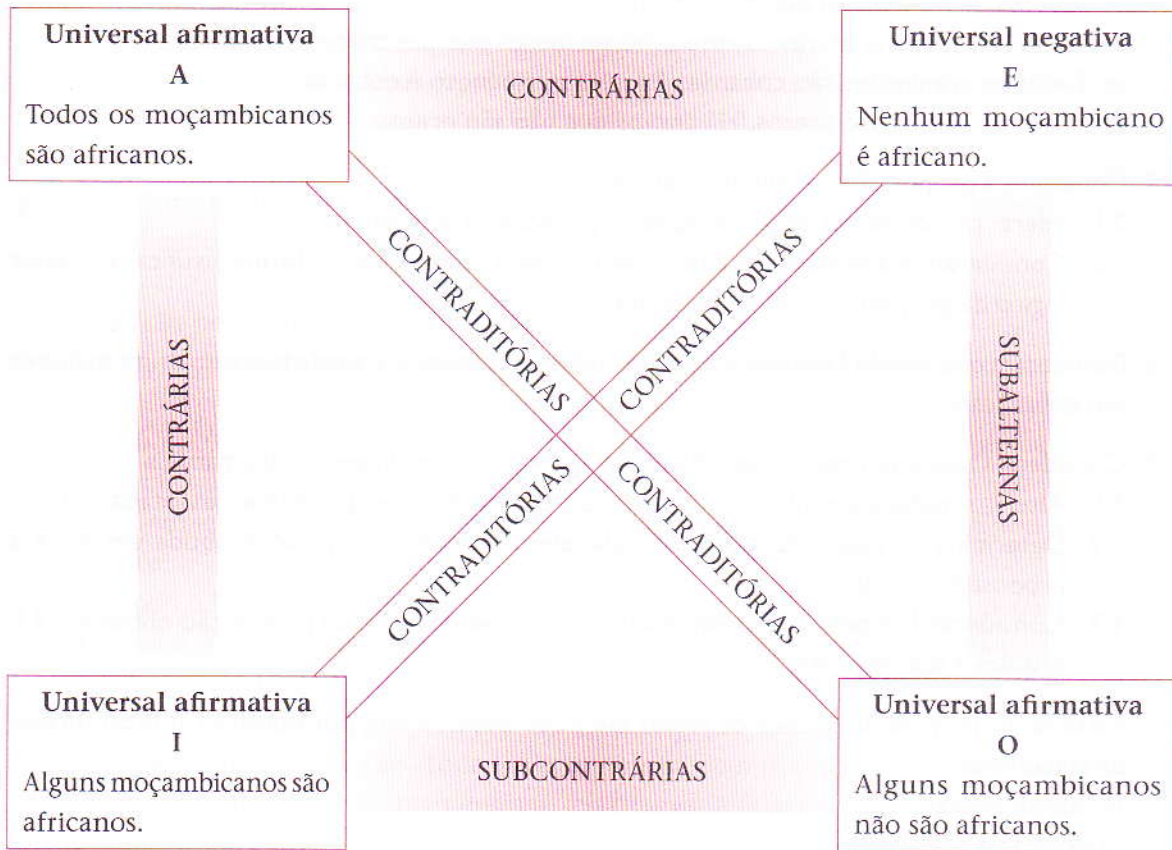 Universal afirmativa
A
Todos os moçambicanos
são africanos.
CONTRÁRIAS
Universal negativa
E
Nenhum moçambicano
é africano.
CONTRADITÓRIAS
CONTRADITÓRIAS
CONTRÁRIAS
SUBALTERNAS
CONTRADITÓRIAS
CONTRADITÓRIAS
Universal afirmativa
I
Alguns moçambicanos são
africanos.
SUBCONTRÁRIAS
Universal afirmativa
O
Alguns moçambicanos
não são africanos.